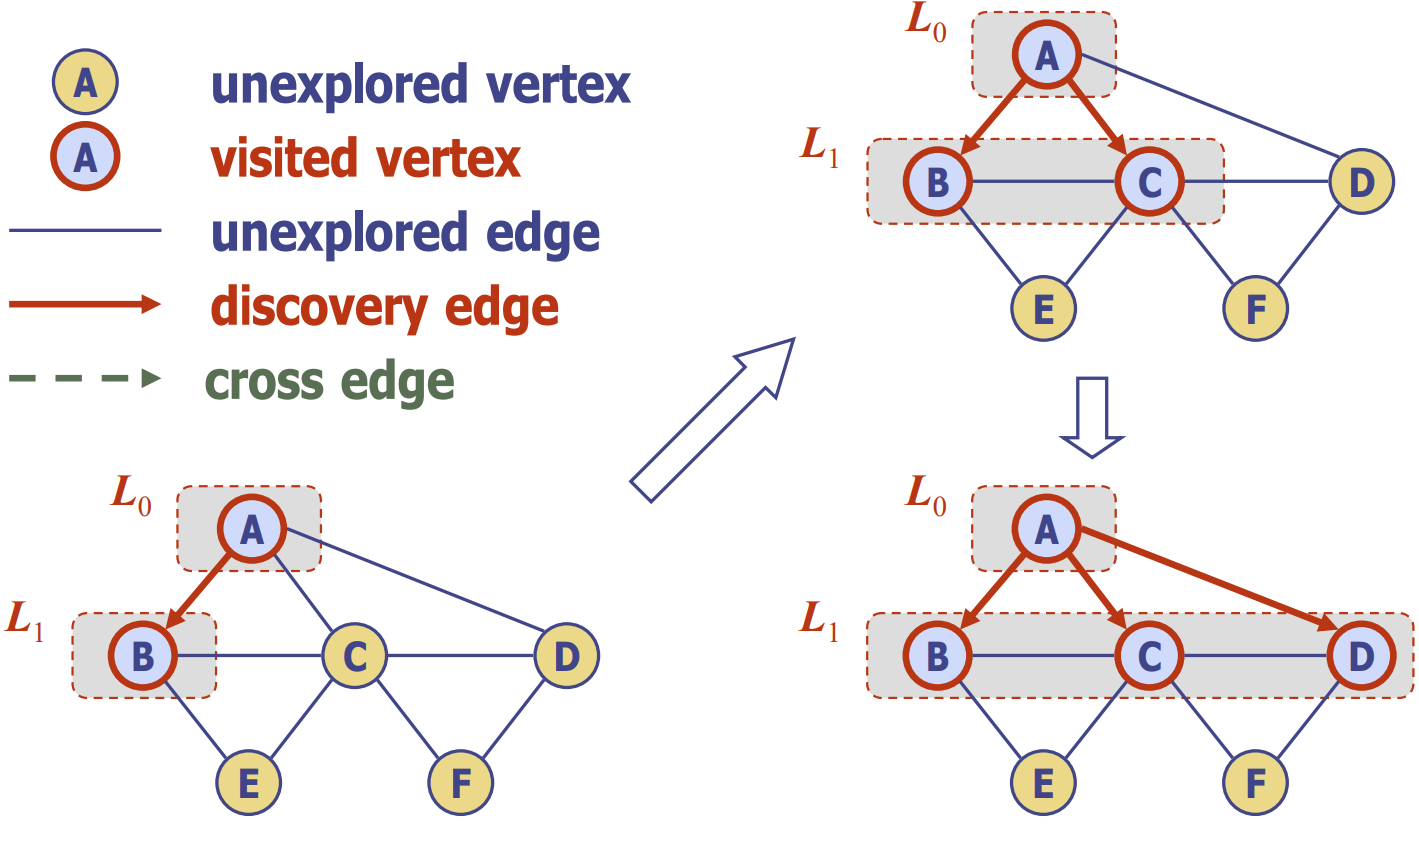 A unexplored vertex
A visited vertex
unexplored edge
discovery edge
cross edge
L0
A
L1
B C D
E F
L0
A
L1
B C D
E F
L0
A
L1
B C D
E F